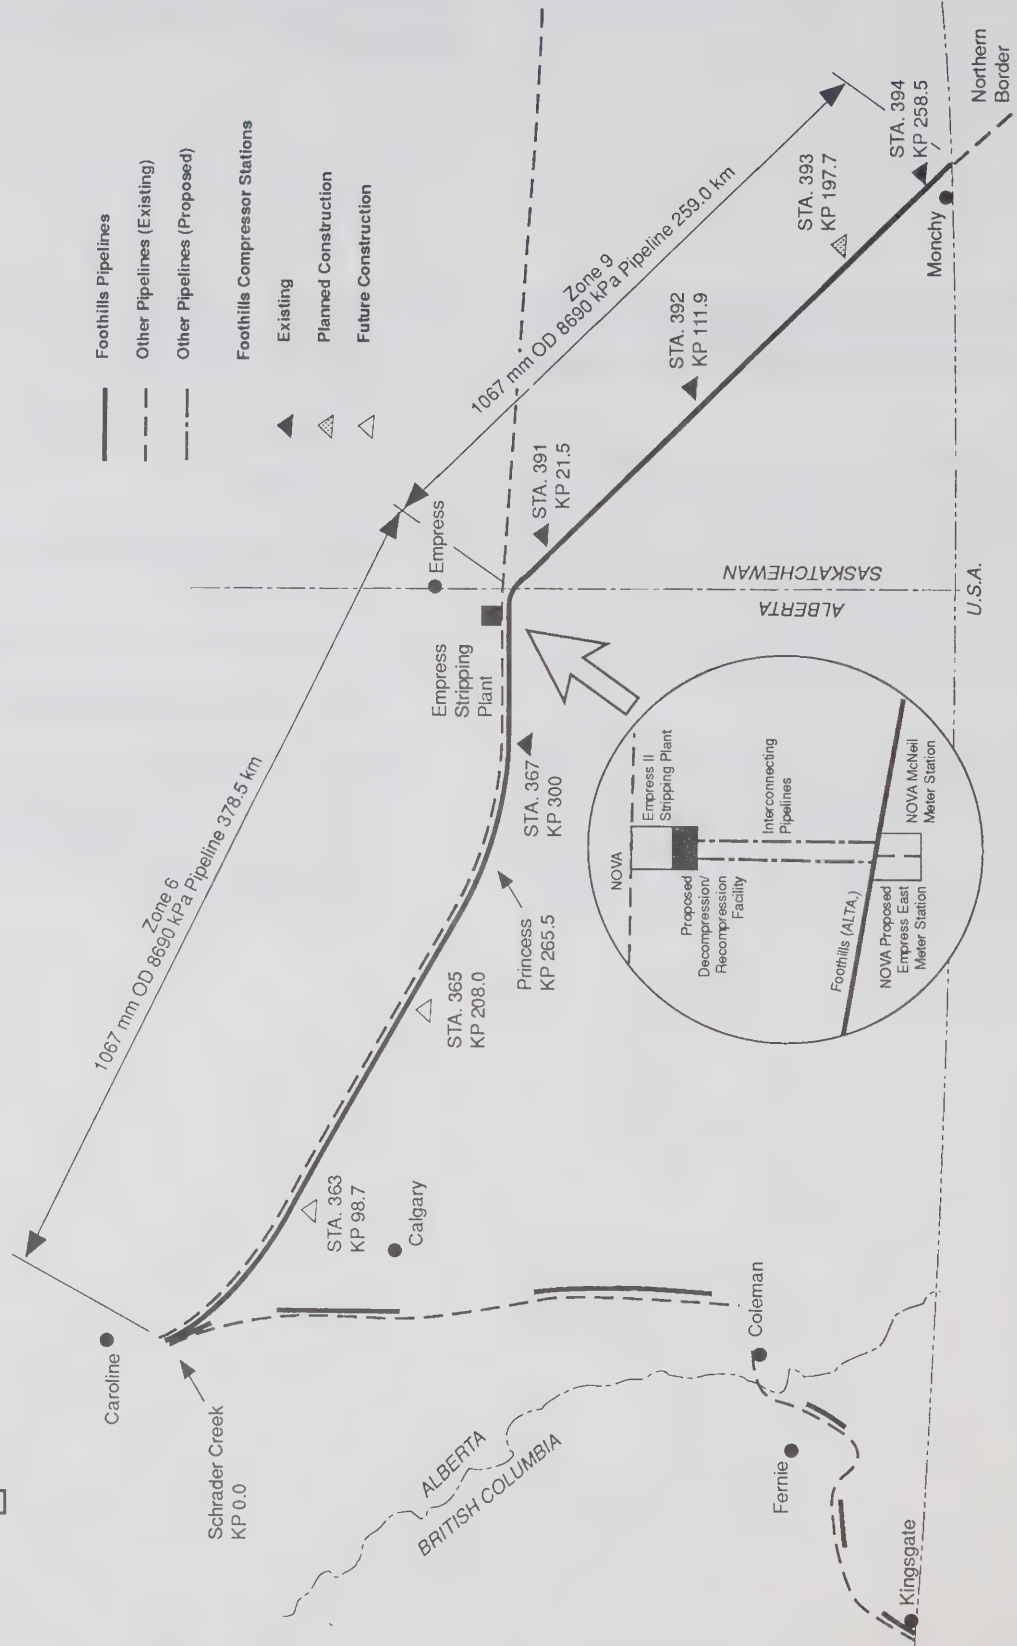 Foothills Pipelines
Other Pipelines (Existing)
Other Pipelines (Proposed)
Foothills Compressor Stations
Existing
Planned Construction
Future Construction
Caroline
Schrader Creek
KP 0.0
Zone 6
1067 mm OD 8690 kPa Pipeline 378.5 km
STA. 363
KP 98.7
Calgary
STA. 365
KP 208.0
Princess
KP 265.5
STA. 367
KP 300
Empress
Stripping
Plant
Empress
Zone 9
1067 mm OD 8690 kPa Pipeline 259.0 km
STA. 391
KP 21.5
STA. 392
KP 111.9
STA. 393
KP 197.7
STA. 394
KP 258.5
Monchy
Northern
Border
ALBERTA
SASKATCHEWAN
U.S.A.
ALBERTA
BRITISH COLUMBIA
Coleman
Fernie
Kingsgate
NOVA
Empress II
Stripping Plant
Proposed
Decompression/
Recompression
Facility
Interconnecting
Pipelines
Foothills (ALTA.)
NOVA Proposed
Empress East
Meter Station
NOVA McNeil
Meter Station